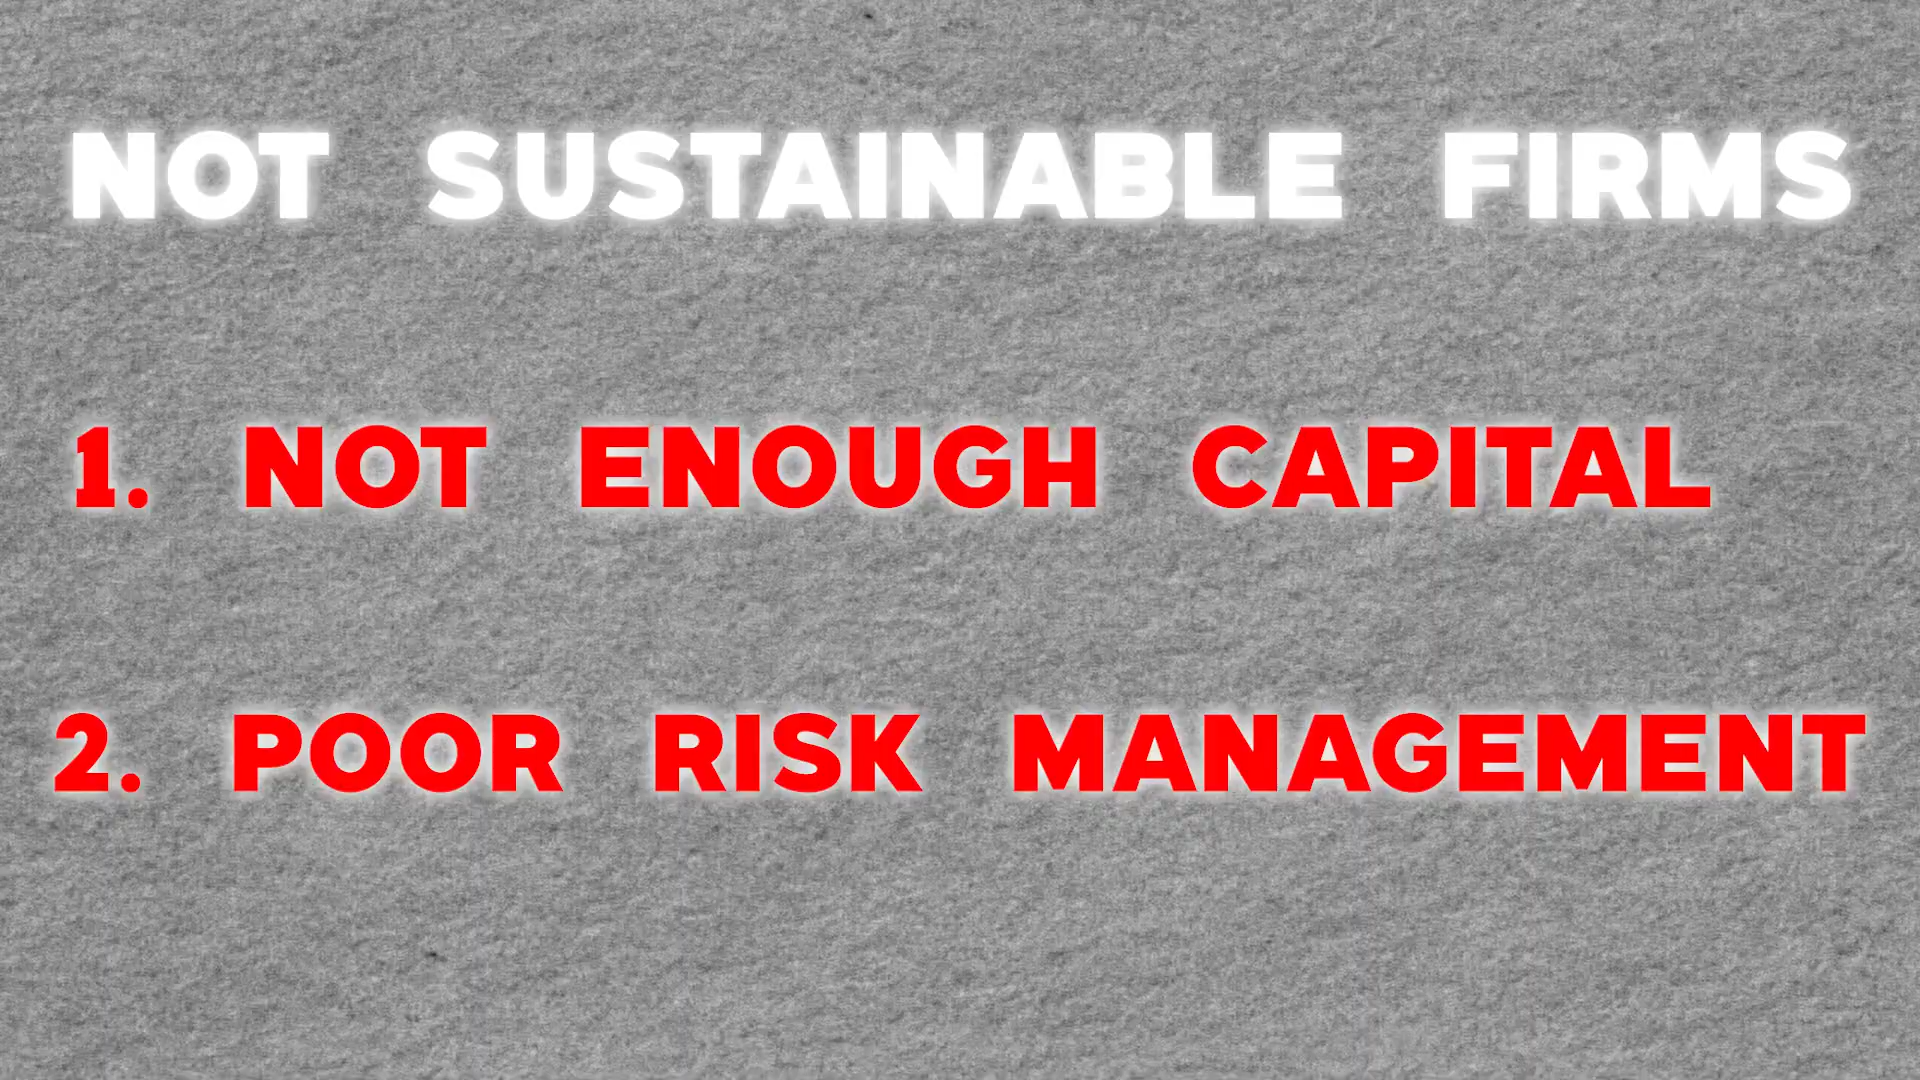 NOT SUSTAINABLE FIRMS
1. NOT ENOUGH CAPITAL
2. POOR RISK MANAGEMENT